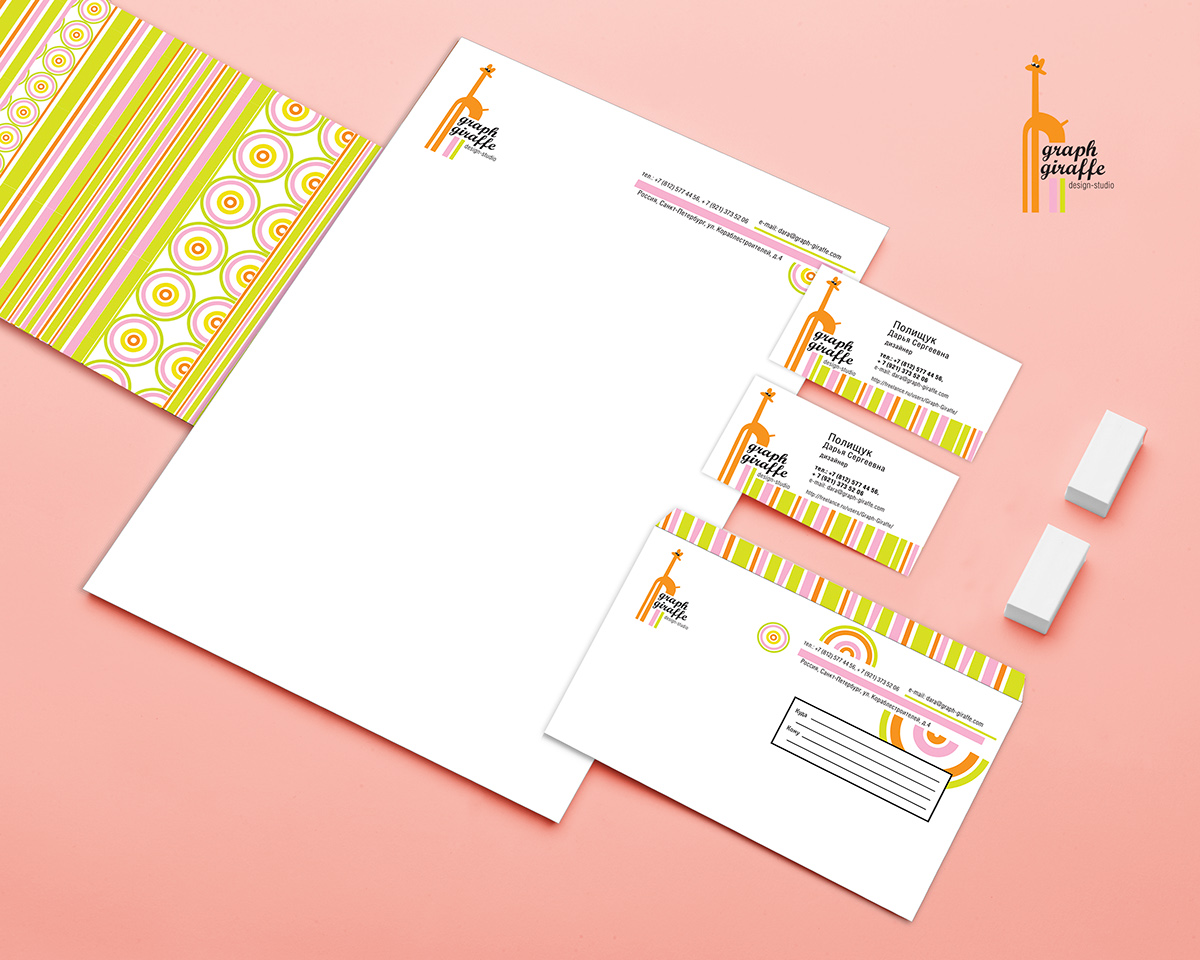 graph
giraffe
design-studio
тел.: +7 (812) 577 44 56, + 7 (921) 373 52 06 e-mail: dara@graph-giraffe.com
Россия, Санкт-Петербург, ул. Кораблестроителей, д.4
graph
giraffe
design-studio
graph
giraffe
design-studio
Полищук
Дарья Сергеевна
дизайнер
тел.: +7 (812) 577 44 56,
+ 7 (921) 373 52 06
e-mail: dara@graph-giraffe.com
http://freelance.ru/users/Graph-Giraffe/
graph
giraffe
design-studio
Полищук
Дарья Сергеевна
дизайнер
тел.: +7 (812) 577 44 56,
+ 7 (921) 373 52 06
e-mail: dara@graph-giraffe.com
http://freelance.ru/users/Graph-Giraffe/
graph
giraffe
design-studio
тел.: +7 (812) 577 44 56, + 7 (921) 373 52 06 e-mail: dara@graph-giraffe.com
Россия, Санкт-Петербург, ул. Кораблестроителей, д.4
Куда
Кому